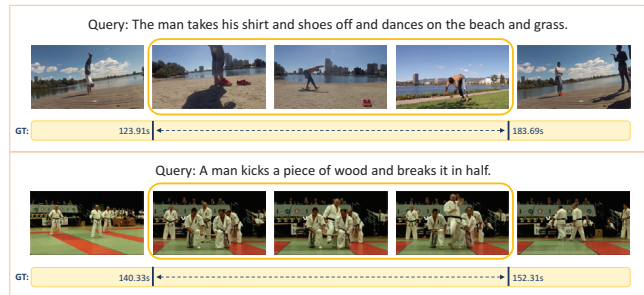 Query: The man takes his shirt and shoes off and dances on the beach and grass.
GT: 123.91s 183.69s
Query: A man kicks a piece of wood and breaks it in half.
GT: 140.33s 152.31s